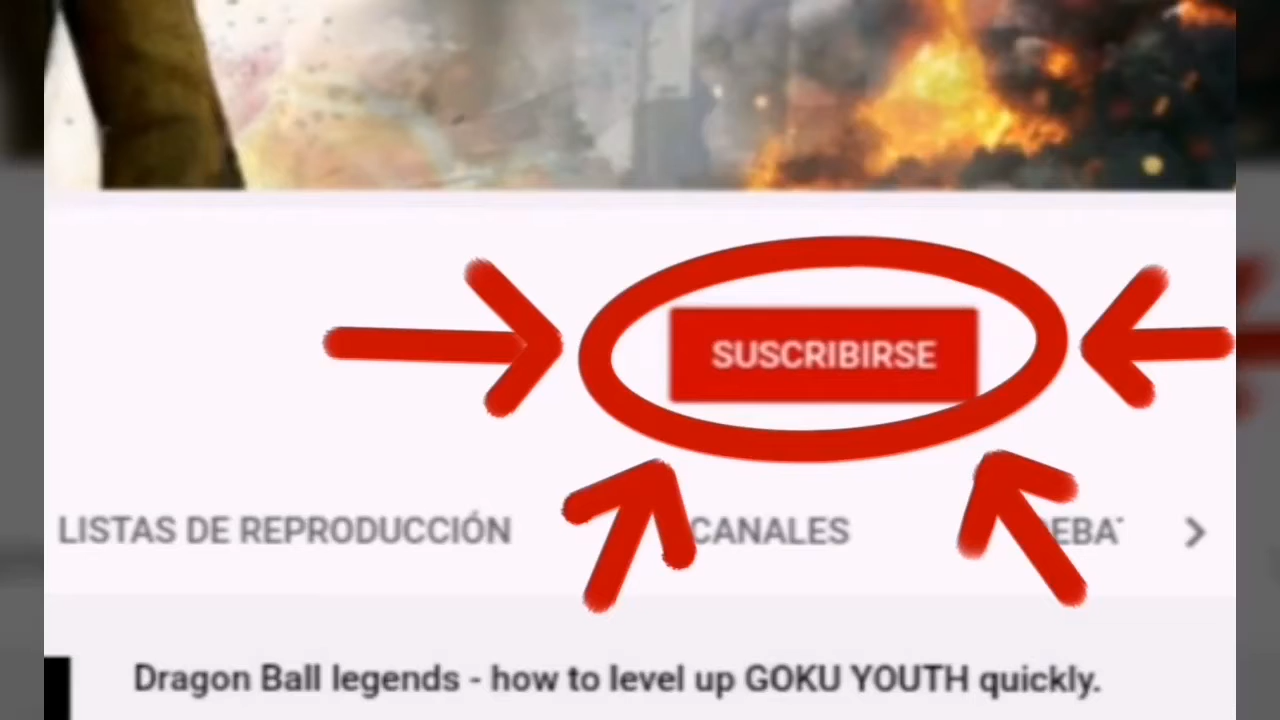 SUSCRIBIRSE
LISTAS DE REPRODUCCIÓN CANALES
Dragon Ball legends - how to level up GOKU YOUTH quickly.